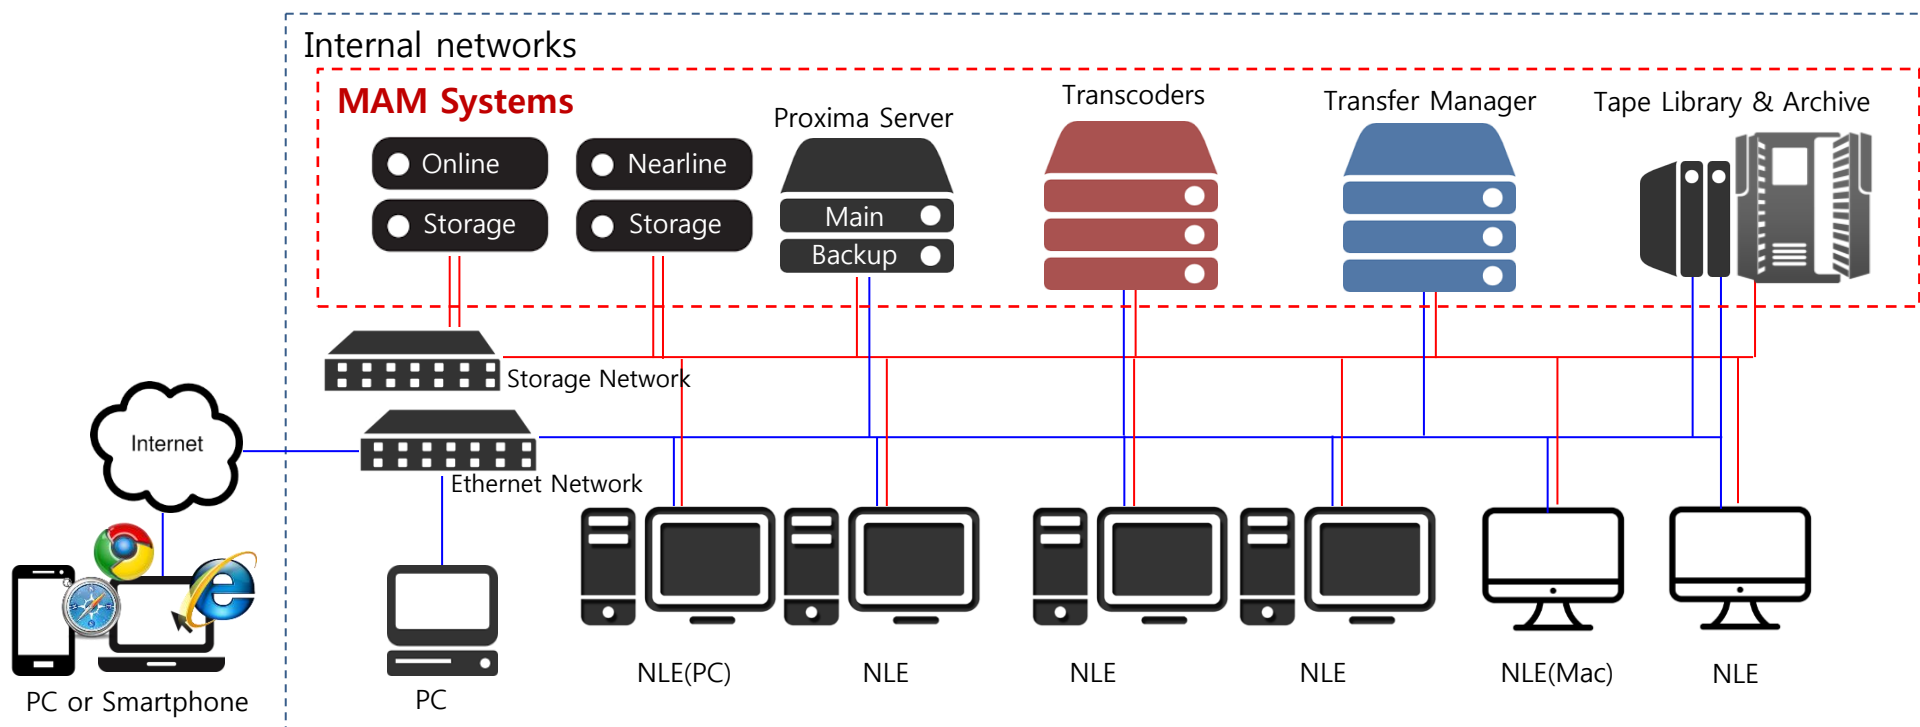 Internal networks
MAM Systems
Proxima Server
Transcoders
Transfer Manager
Tape Library & Archive
Online
Storage
Nearline
Storage
Main
Backup
Storage Network
Internet
Ethernet Network
PC or Smartphone
PC
NLE(PC)
NLE
NLE
NLE
NLE(Mac)
NLE